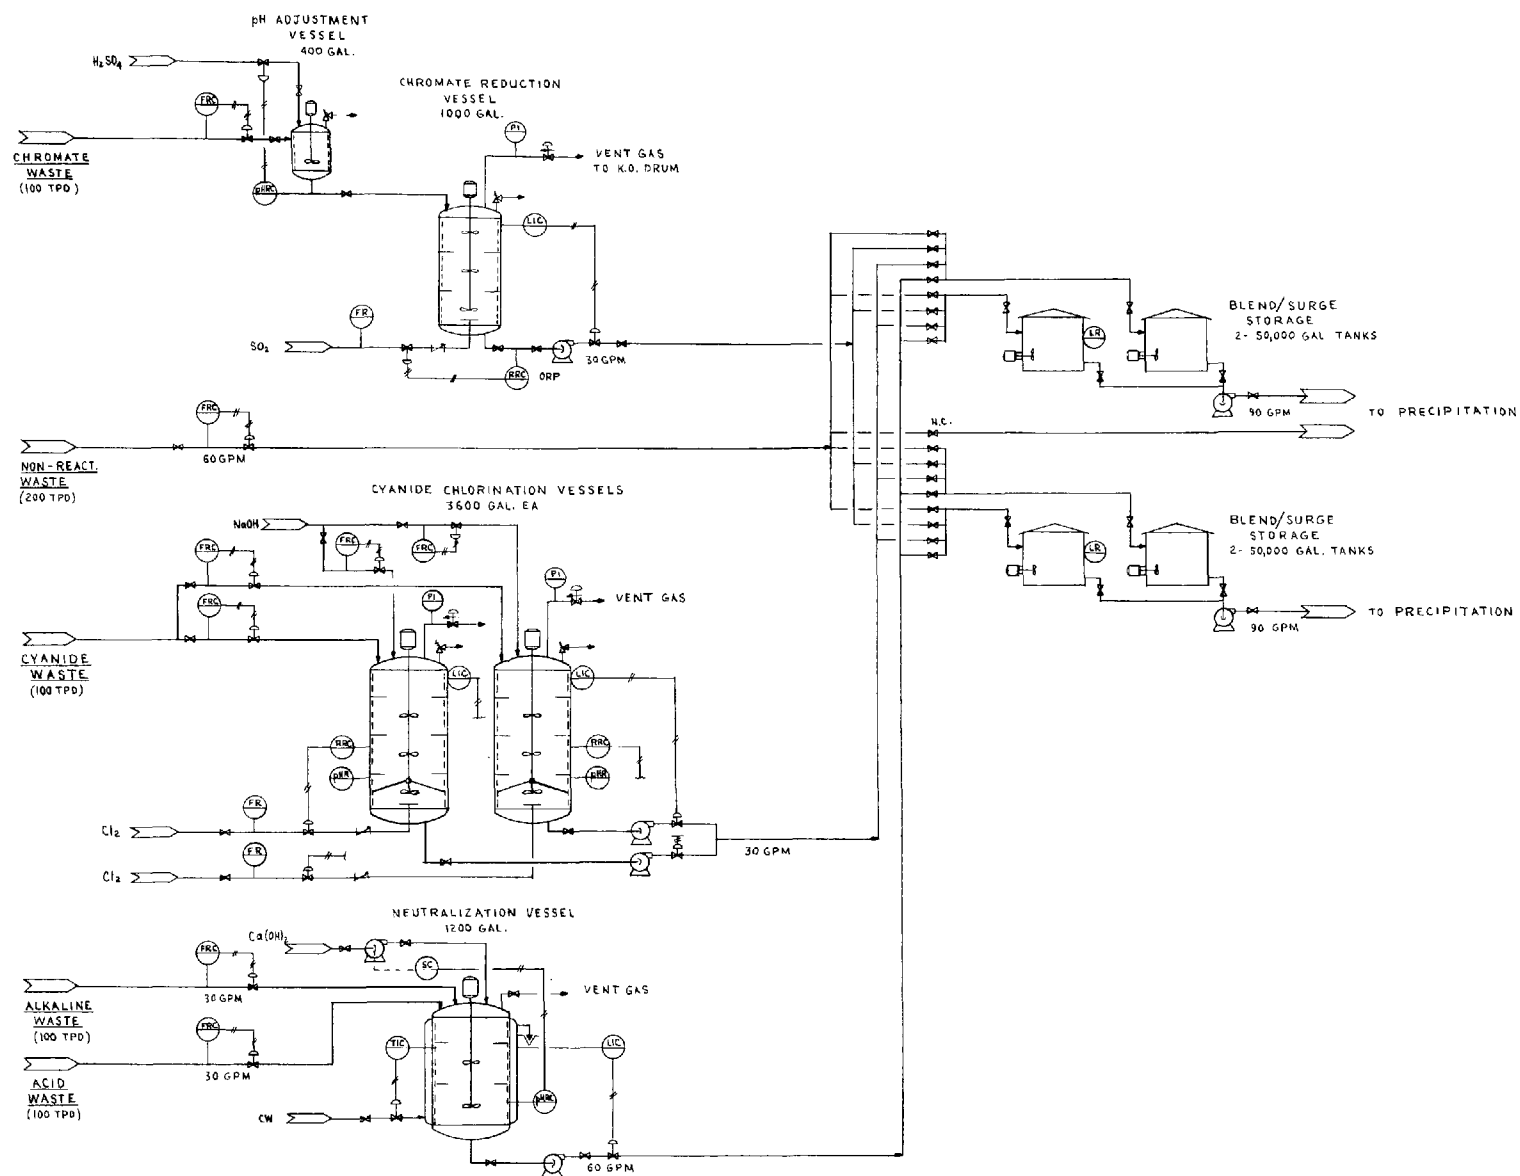 pH ADJUSTMENT
VESSEL
400 GAL.
H₂SO₄
FRC
CHROMATE REDUCTION
VESSEL
1000 GAL.
PI
VENT GAS
TO K.O. DRUM
CHROMATE
WASTE
(100 TPD)
pHRC
LIC
FR
SO₂
30 GPM
RRC
ORP
BLEND/SURGE
STORAGE
2- 50,000 GAL TANKS
LR
90 GPM
TO PRECIPITATION
N.C.
FRC
60 GPM
NON-REACT.
WASTE
(200 TPD)
CYANIDE CHLORINATION VESSELS
3600 GAL. EA
NaOH
FRC
FRC
FRC
FRC
PI
PI
VENT GAS
BLEND/SURGE
STORAGE
2- 50,000 GAL. TANKS
LR
90 GPM
TO PRECIPITATION
CYANIDE
WASTE
(100 TPD)
LIC
LIC
RRC
RRC
pHR
pHR
FR
Cl₂
FR
Cl₂
30 GPM
NEUTRALIZATION VESSEL
1200 GAL.
Ca(OH)₂
FRC
SC
30 GPM
VENT GAS
ALKALINE
WASTE
(100 TPD)
FRC
30 GPM
TIC
LIC
ACID
WASTE
(100 TPD)
pHRC
CW
60 GPM